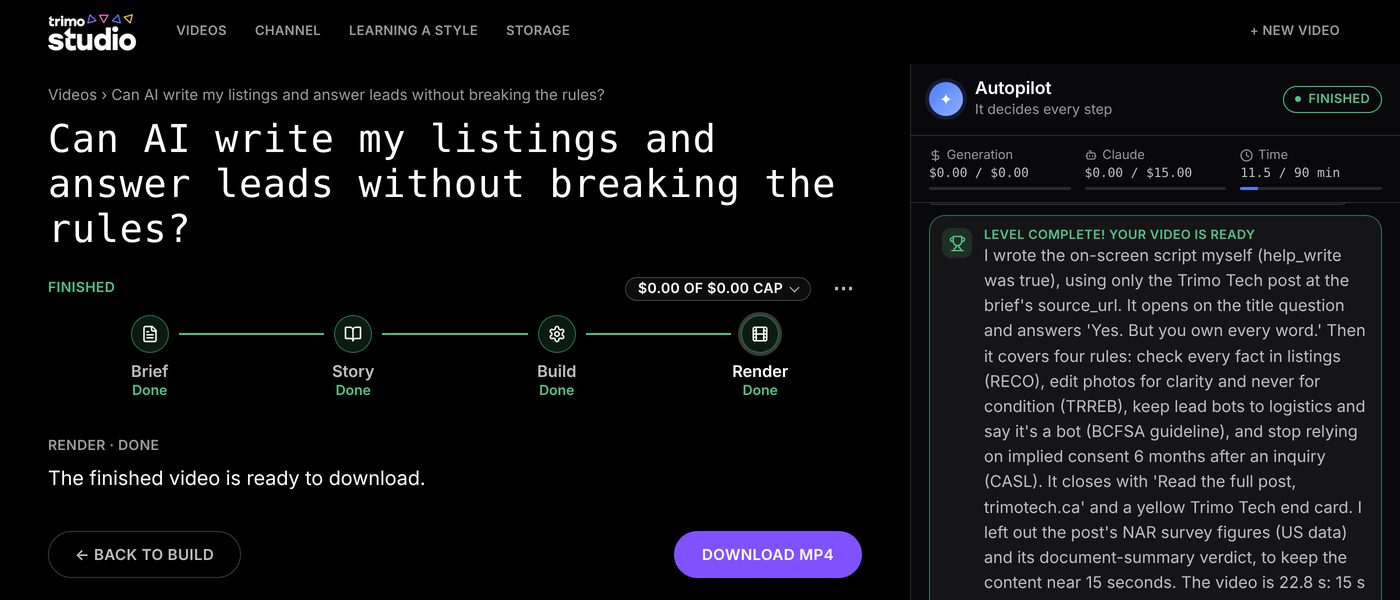 trimo
studio
VIDEOS
CHANNEL
LEARNING A STYLE
STORAGE
+ NEW VIDEO
Videos › Can AI write my listings and answer leads without breaking the rules?
Can AI write my listings and
answer leads without breaking the
rules?
FINISHED
$0.00 OF $0.00 CAP
Brief
Done
Story
Done
Build
Done
Render
Done
RENDER · DONE
The finished video is ready to download.
← BACK TO BUILD
DOWNLOAD MP4
Autopilot
It decides every step
FINISHED
Generation
$0.00 / $0.00
Claude
$0.00 / $15.00
Time
11.5 / 90 min
LEVEL COMPLETE! YOUR VIDEO IS READY
I wrote the on-screen script myself (help_write
was true), using only the Trimo Tech post at the
brief's source_url. It opens on the title question
and answers 'Yes. But you own every word.' Then
it covers four rules: check every fact in listings
(RECO), edit photos for clarity and never for
condition (TRREB), keep lead bots to logistics and
say it's a bot (BCFSA guideline), and stop relying
on implied consent 6 months after an inquiry
(CASL). It closes with 'Read the full post,
trimotech.ca' and a yellow Trimo Tech end card. I
left out the post's NAR survey figures (US data)
and its document-summary verdict, to keep the
content near 15 seconds. The video is 22.8 s: 15 s